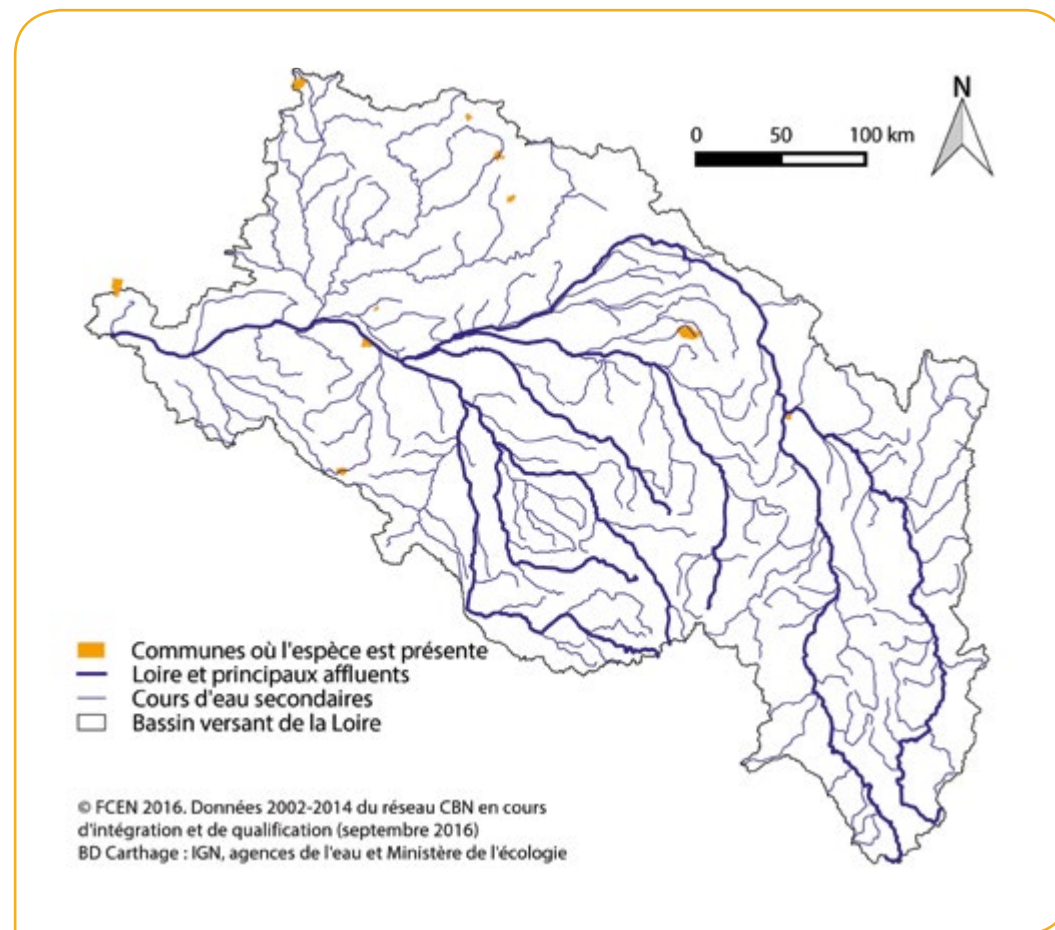 N
0 50 100 km
Communes où l'espèce est présente
Loire et principaux affluents
Cours d'eau secondaires
Bassin versant de la Loire
© FCEN 2016. Données 2002-2014 du réseau CBN en cours
d'intégration et de qualification (septembre 2016)
BD Carthage : IGN, agences de l'eau et Ministère de l'écologie